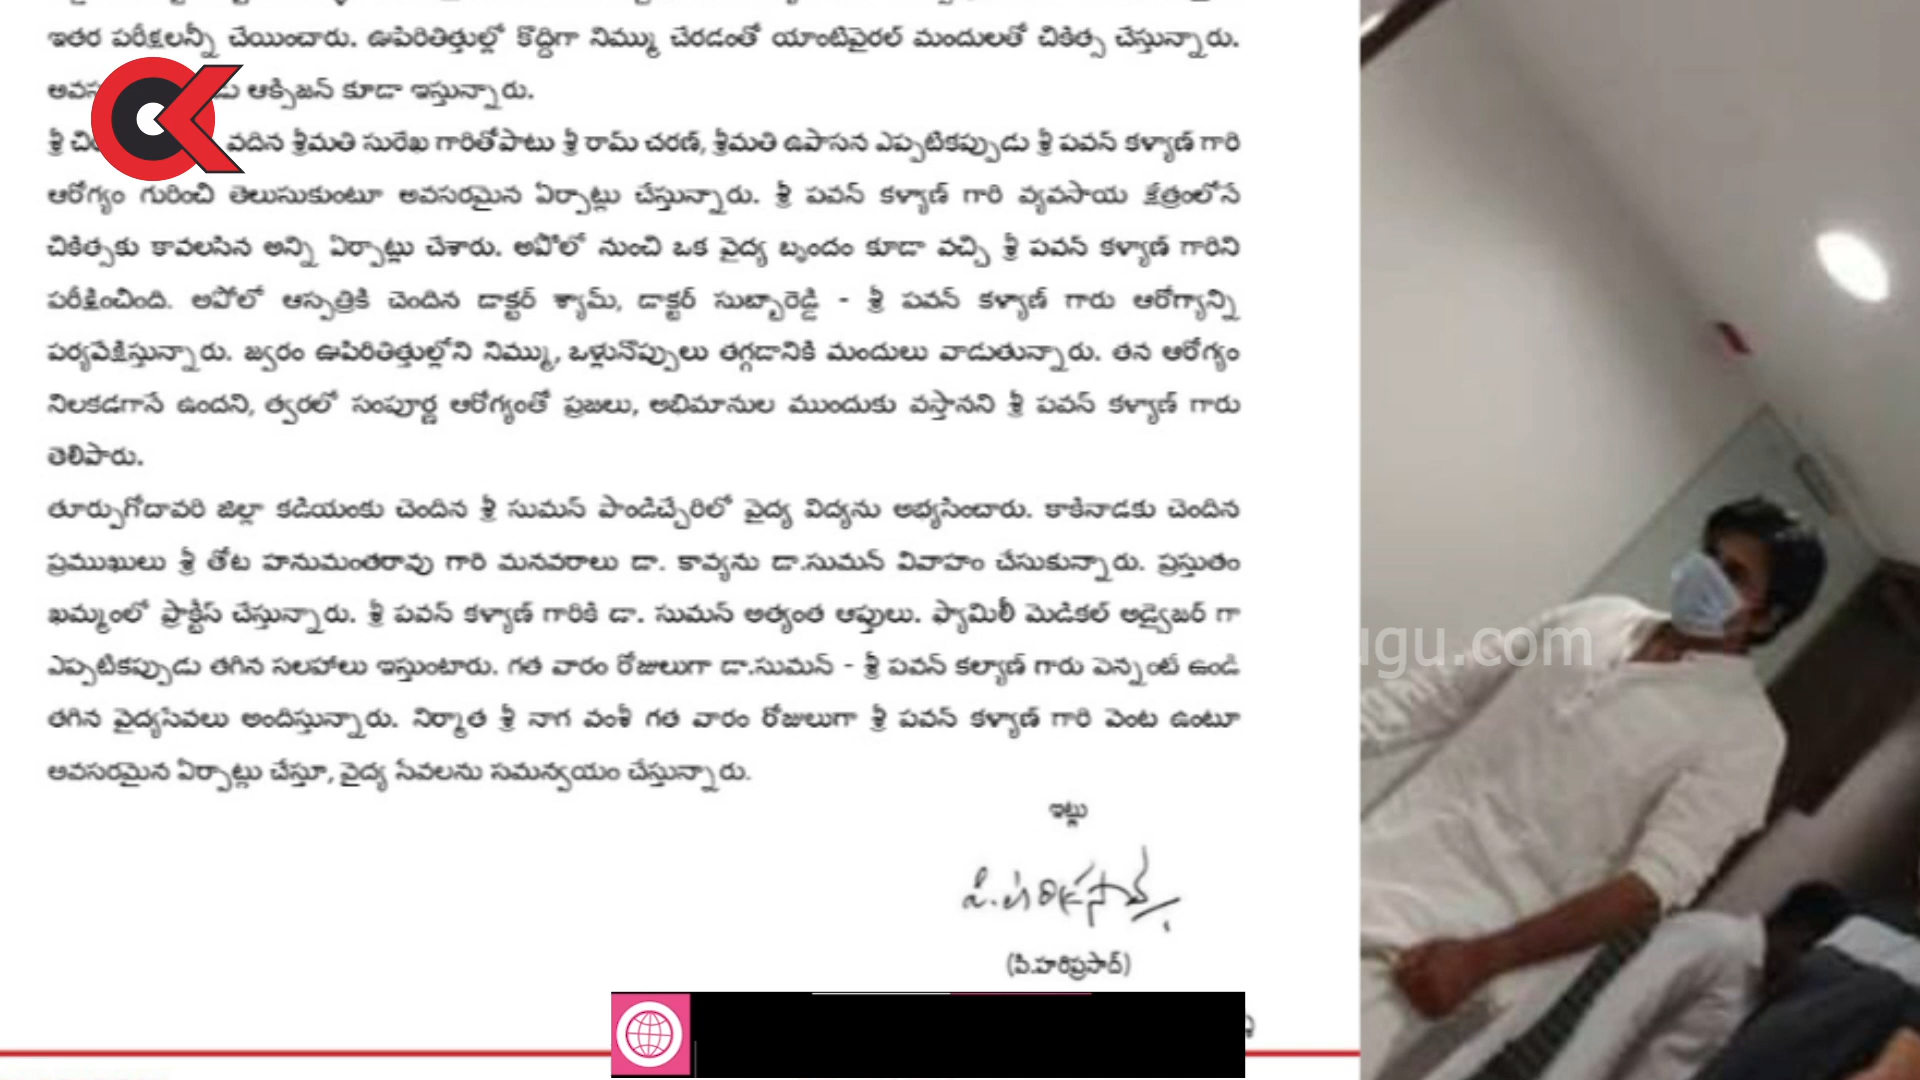 ఇతర పరీక్షలన్నీ చేయించారు. ఊపిరితిత్తుల్లో కొద్దిగా నిమ్ము చేరడంతో యాంటివైరల్ మందులతో చికిత్స చేస్తున్నారు.
ఆక్సిజన్ కూడా ఇస్తున్నారు.
శ్రీ వదిన శ్రీమతి సురేఖ గారితోపాటు శ్రీ రామ్ చరణ్, శ్రీమతి ఉపాసన ఎప్పటికప్పుడు శ్రీ పవన్ కళ్యాణ్ గారి
ఆరోగ్యం గురించి తెలుసుకుంటూ అవసరమైన ఏర్పాట్లు చేస్తున్నారు. శ్రీ పవన్ కళ్యాణ్ గారి వ్యవసాయ క్షేత్రంలోనే
చికిత్సకు కావలసిన అన్ని ఏర్పాట్లు చేశారు. అపోలో నుంచి ఒక వైద్య బృందం కూడా వచ్చి శ్రీ పవన్ కళ్యాణ్ గారిని
పరీక్షించింది. అపోలో ఆస్పత్రికి చెందిన డాక్టర్ శ్యామ్, డాక్టర్ సుబ్బారెడ్డి - శ్రీ పవన్ కళ్యాణ్ గారు ఆరోగ్యాన్ని
పర్యవేక్షిస్తున్నారు. జ్వరం ఊపిరితిత్తుల్లోని నిమ్ము, ఒళ్లునొప్పులు తగ్గడానికి మందులు వాడుతున్నారు. తన ఆరోగ్యం
నిలకడగానే ఉందని, త్వరలో సంపూర్ణ ఆరోగ్యంతో ప్రజలు, అభిమానుల ముందుకు వస్తానని శ్రీ పవన్ కళ్యాణ్ గారు
తెలిపారు.
తూర్పుగోదావరి జిల్లా కడియంకు చెందిన శ్రీ సుమన్ పాండిచ్చేరిలో వైద్య విద్యను అభ్యసించారు. కాకినాడకు చెందిన
ప్రముఖులు శ్రీ తోట హనుమంతరావు గారి మనవరాలు డా. కావ్యను డా.సుమన్ వివాహం చేసుకున్నారు. ప్రస్తుతం
ఖమ్మంలో ప్రాక్టీస్ చేస్తున్నారు. శ్రీ పవన్ కళ్యాణ్ గారికి డా. సుమన్ అత్యంత ఆప్తులు. ఫ్యామిలీ మెడికల్ అడ్వైజర్ గా
ఎప్పటికప్పుడు తగిన సలహాలు ఇస్తుంటారు. గత వారం రోజులుగా డా.సుమన్ - శ్రీ పవన్ కల్యాణ్ గారు వెన్నంటే ఉండి
తగిన వైద్యసేవలు అందిస్తున్నారు. నిర్మాత శ్రీ నాగ వంశీ గత వారం రోజులుగా శ్రీ పవన్ కళ్యాణ్ గారి వెంట ఉంటూ
అవసరమైన ఏర్పాట్లు చేస్తూ, వైద్య సేవలను సమన్వయం చేస్తున్నారు.
ఇట్లు
పి.హరిప్రసాద్
(పి.హరిప్రసాద్)
ugu.com